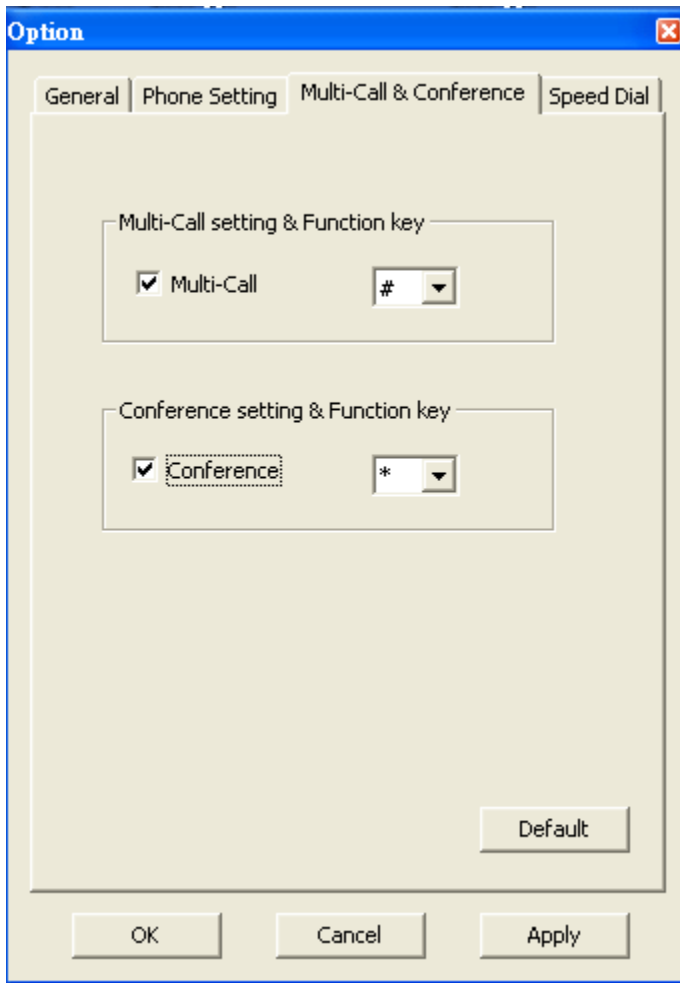 Option
General Phone Setting Multi-Call & Conference Speed Dial
Multi-Call setting & Function key
Multi-Call #
Conference setting & Function key
Conference *
Default
OK Cancel Apply